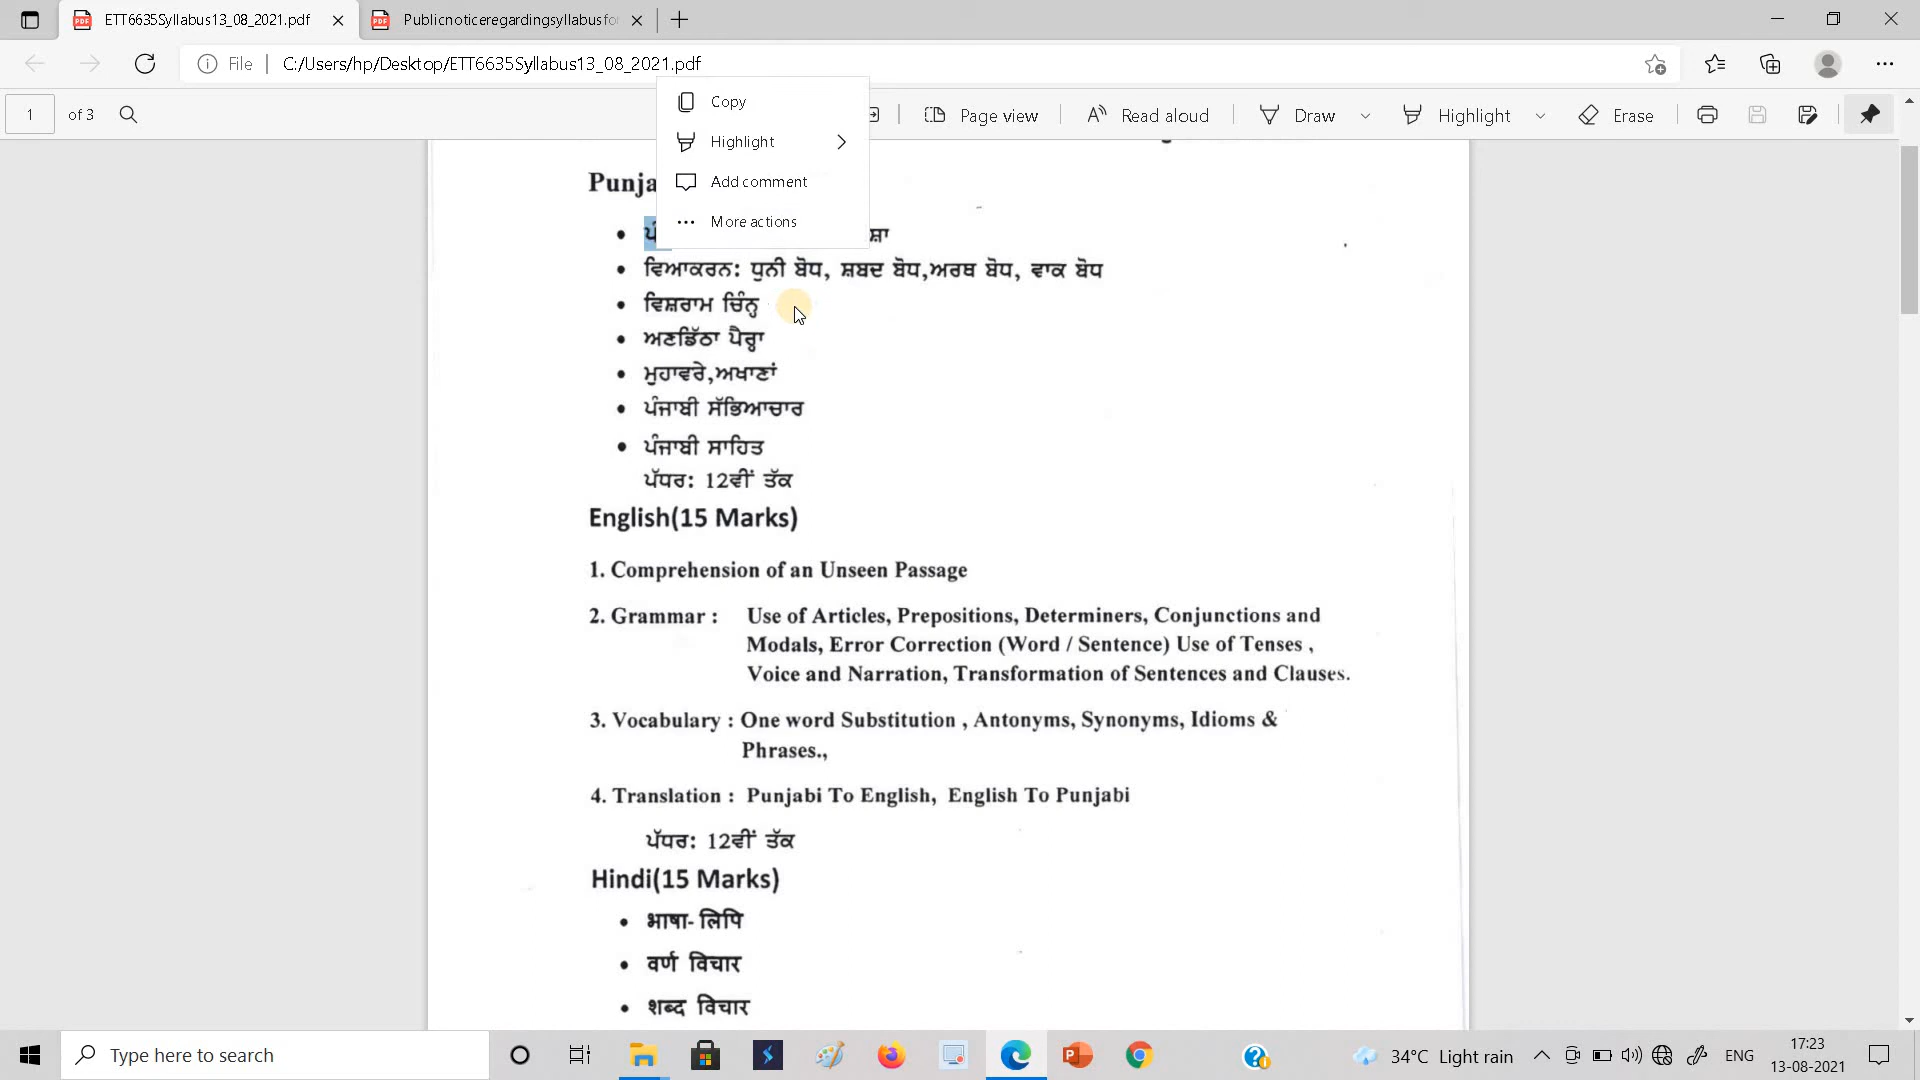 ETT6635Syllabus13_08_2021.pdf
Publicnoticeregardingsyllabusfo
File
C:/Users/hp/Desktop/ETT6635Syllabus13_08_2021.pdf
1 of 3
Page view
Read aloud
Draw
Highlight
Erase
Copy
Highlight
Add comment
More actions
Punja
ਵਿਆਕਰਨ: ਧੁਨੀ ਬੋਧ, ਸ਼ਬਦ ਬੋਧ,ਅਰਥ ਬੋਧ, ਵਾਕ ਬੋਧ
ਵਿਸ਼ਰਾਮ ਚਿੰਨ੍ਹ
ਅਣਡਿੱਠਾ ਪੈਰ੍ਹਾ
ਮੁਹਾਵਰੇ,ਅਖਾਣਾਂ
ਪੰਜਾਬੀ ਸੱਭਿਆਚਾਰ
ਪੰਜਾਬੀ ਸਾਹਿਤ
ਪੱਧਰ: 12ਵੀਂ ਤੱਕ
English(15 Marks)
1. Comprehension of an Unseen Passage
2. Grammar : Use of Articles, Prepositions, Determiners, Conjunctions and
Modals, Error Correction (Word / Sentence) Use of Tenses ,
Voice and Narration, Transformation of Sentences and Clauses.
3. Vocabulary : One word Substitution , Antonyms, Synonyms, Idioms &
Phrases.,
4. Translation : Punjabi To English, English To Punjabi
ਪੱਧਰ: 12ਵੀਂ ਤੱਕ
Hindi(15 Marks)
भाषा- लिपि
वर्ण विचार
शब्द विचार
Type here to search
34°C Light rain
ENG
17:23
13-08-2021